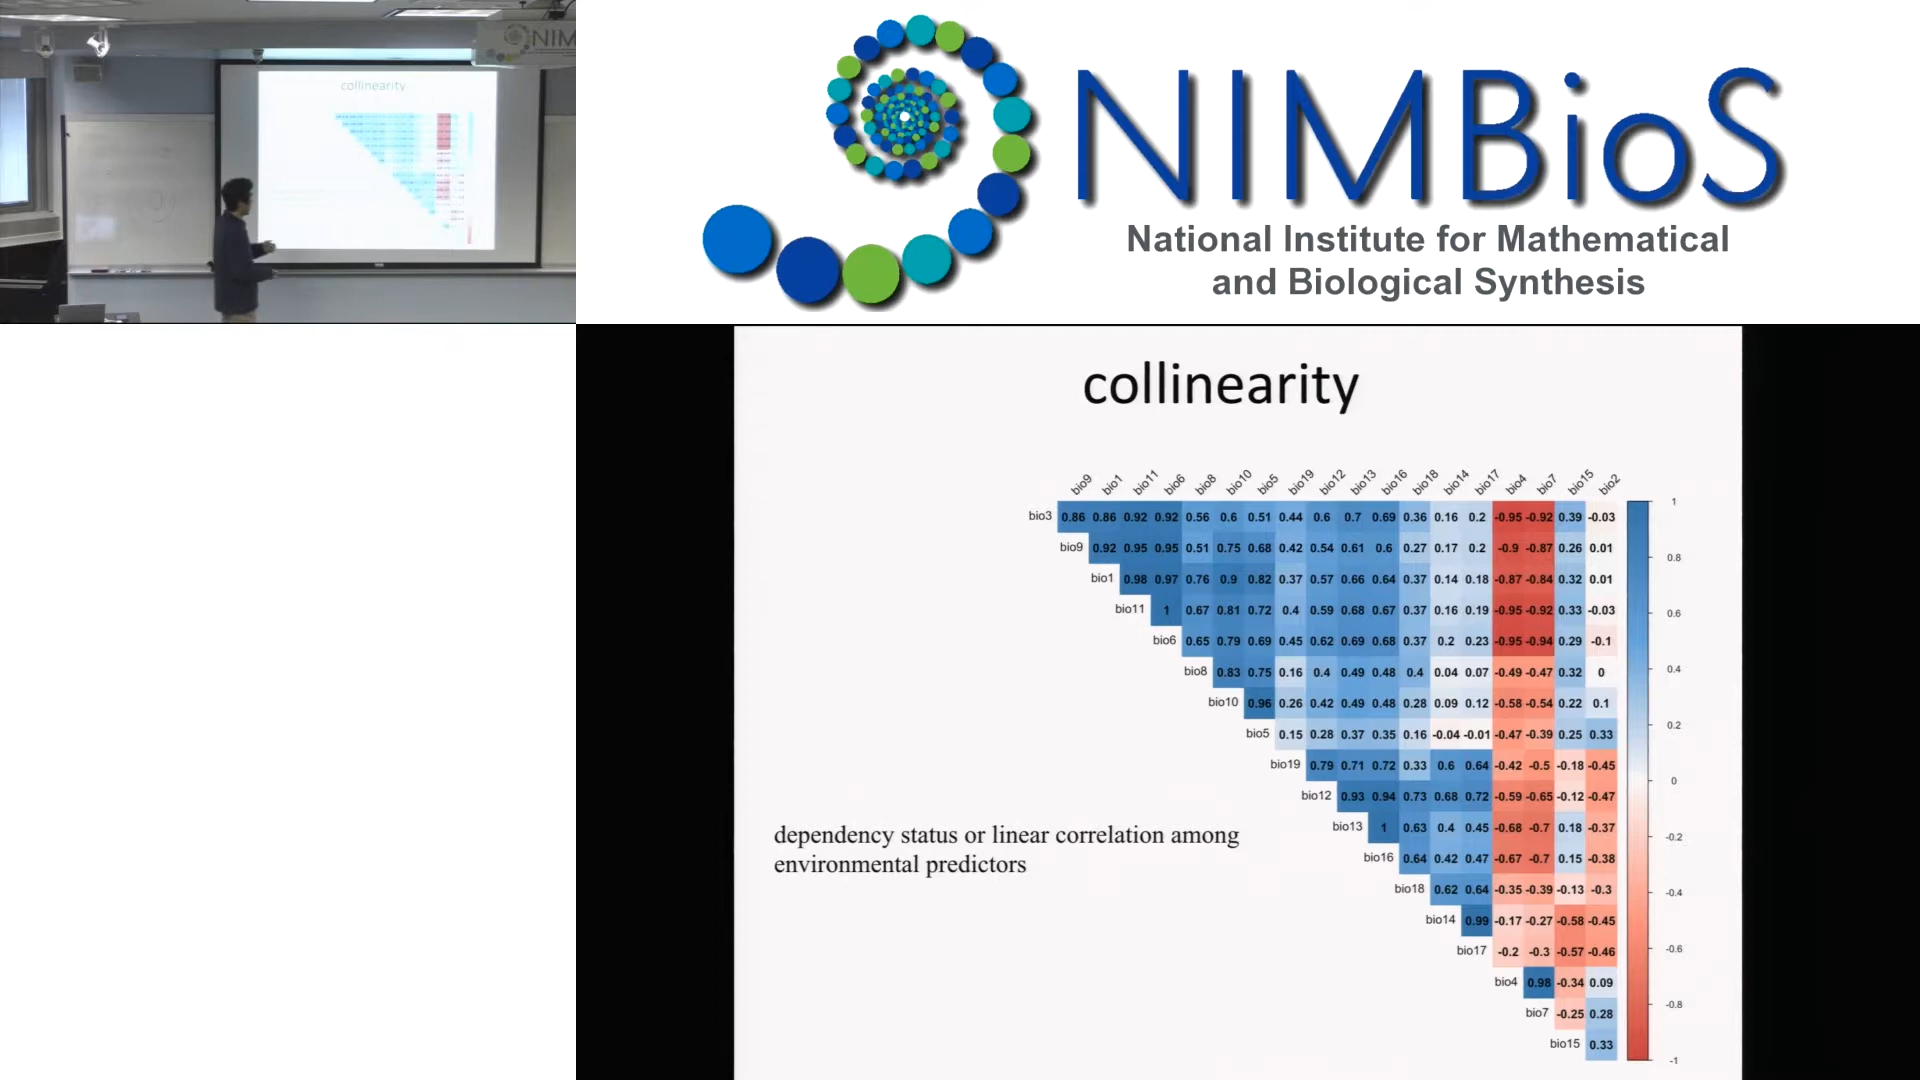 collinearity
NIM
NIMBioS
National Institute for Mathematical
and Biological Synthesis
collinearity
bio9 bio1 bio11 bio6 bio8 bio10 bio5 bio19 bio12 bio13 bio16 bio18 bio14 bio17 bio4 bio7 bio15 bio2
bio3 0.86 0.86 0.92 0.92 0.56 0.6 0.51 0.44 0.6 0.7 0.69 0.36 0.16 0.2 -0.95 -0.92 0.39 -0.03
bio9 0.92 0.95 0.95 0.51 0.75 0.68 0.42 0.54 0.61 0.6 0.27 0.17 0.2 -0.9 -0.87 0.26 0.01
bio1 0.98 0.97 0.76 0.9 0.82 0.37 0.57 0.66 0.64 0.37 0.14 0.18 -0.87 -0.84 0.32 0.01
bio11 1 0.67 0.81 0.72 0.4 0.59 0.68 0.67 0.37 0.16 0.19 -0.95 -0.92 0.33 -0.03
bio6 0.65 0.79 0.69 0.45 0.62 0.69 0.68 0.37 0.2 0.23 -0.95 -0.94 0.29 -0.1
bio8 0.83 0.75 0.16 0.4 0.49 0.48 0.4 0.04 0.07 -0.49 -0.47 0.32 0
bio10 0.96 0.26 0.42 0.49 0.48 0.28 0.09 0.12 -0.58 -0.54 0.22 0.1
bio5 0.15 0.28 0.37 0.35 0.16 -0.04 -0.01 -0.47 -0.39 0.25 0.33
bio19 0.79 0.71 0.72 0.33 0.6 0.64 -0.42 -0.5 -0.18 -0.45
bio12 0.93 0.94 0.73 0.68 0.72 -0.59 -0.65 -0.12 -0.47
bio13 1 0.63 0.4 0.45 -0.68 -0.7 0.18 -0.37
bio16 0.64 0.42 0.47 -0.67 -0.7 0.15 -0.38
bio18 0.62 0.64 -0.35 -0.39 -0.13 -0.3
bio14 0.99 -0.17 -0.27 -0.58 -0.45
bio17 -0.2 -0.3 -0.57 -0.46
bio4 0.98 -0.34 0.09
bio7 -0.25 0.28
bio15 0.33
1
0.8
0.6
0.4
0.2
0
-0.2
-0.4
-0.6
-0.8
-1
dependency status or linear correlation among
environmental predictors